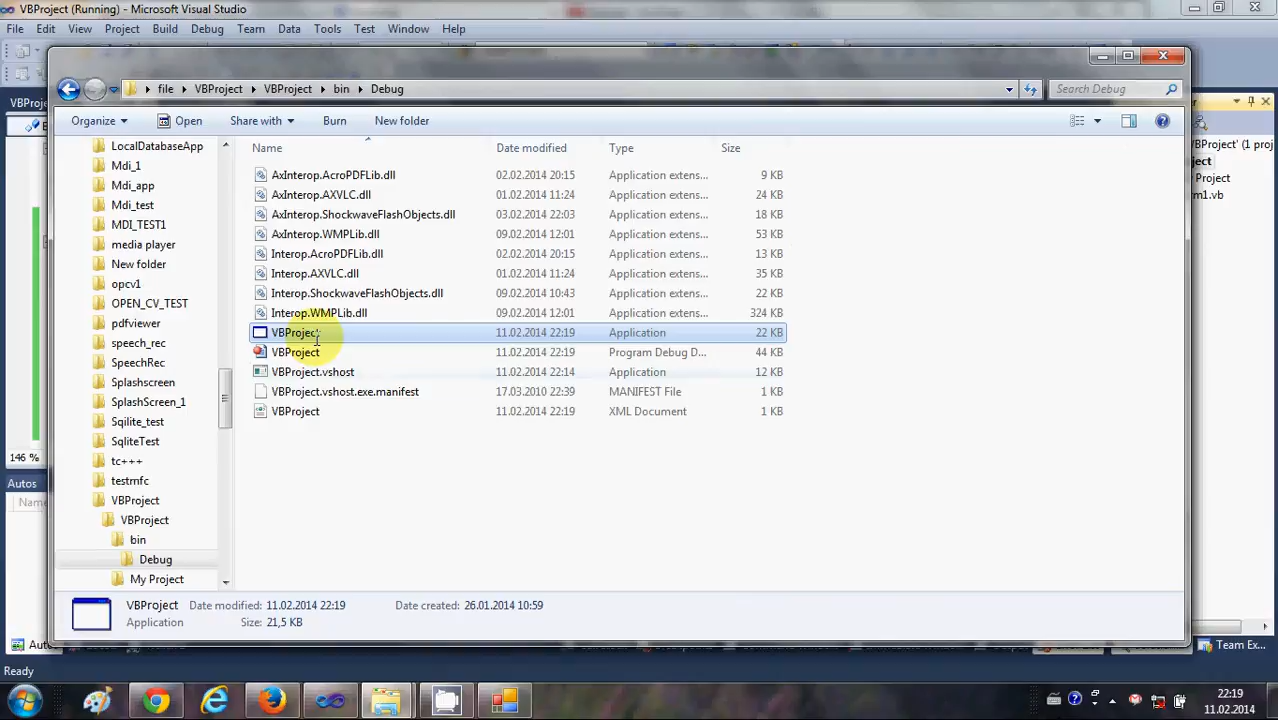 VBProject (Running) - Microsoft Visual Studio
File Edit View Project Build Debug Team Data Tools Test Window Help
file VBProject VBProject bin Debug
Search Debug
Organize Open Share with Burn New folder
Name Date modified Type Size
AxInterop.AcroPDFLib.dll 02.02.2014 20:15 Application extens... 9 KB
AxInterop.AXVLC.dll 01.02.2014 11:24 Application extens... 24 KB
AxInterop.ShockwaveFlashObjects.dll 03.02.2014 22:03 Application extens... 18 KB
AxInterop.WMPLib.dll 09.02.2014 12:01 Application extens... 53 KB
Interop.AcroPDFLib.dll 02.02.2014 20:15 Application extens... 13 KB
Interop.AXVLC.dll 01.02.2014 11:24 Application extens... 35 KB
Interop.ShockwaveFlashObjects.dll 09.02.2014 10:43 Application extens... 22 KB
Interop.WMPLib.dll 09.02.2014 12:01 Application extens... 324 KB
VBProject 11.02.2014 22:19 Application 22 KB
VBProject 11.02.2014 22:19 Program Debug D... 44 KB
VBProject.vshost 11.02.2014 22:14 Application 12 KB
VBProject.vshost.exe.manifest 17.03.2010 22:39 MANIFEST File 1 KB
VBProject 11.02.2014 22:19 XML Document 1 KB
LocalDatabaseApp
Mdi_1
Mdi_app
Mdi_test
MDI_TEST1
media player
New folder
opcv1
OPEN_CV_TEST
pdfviewer
speech_rec
SpeechRec
Splashscreen
SplashScreen_1
Sqilite_test
SqliteTest
tc+++
testmfc
VBProject
VBProject
bin
Debug
My Project
VBProject Date modified: 11.02.2014 22:19 Date created: 26.01.2014 10:59
Application Size: 21,5 KB
VBProje
146 %
Autos
Name
r
VBProject' (1 proj
ject
Project
rm1.vb
Auto
Team Ex...
Ready
22:19
11.02.2014